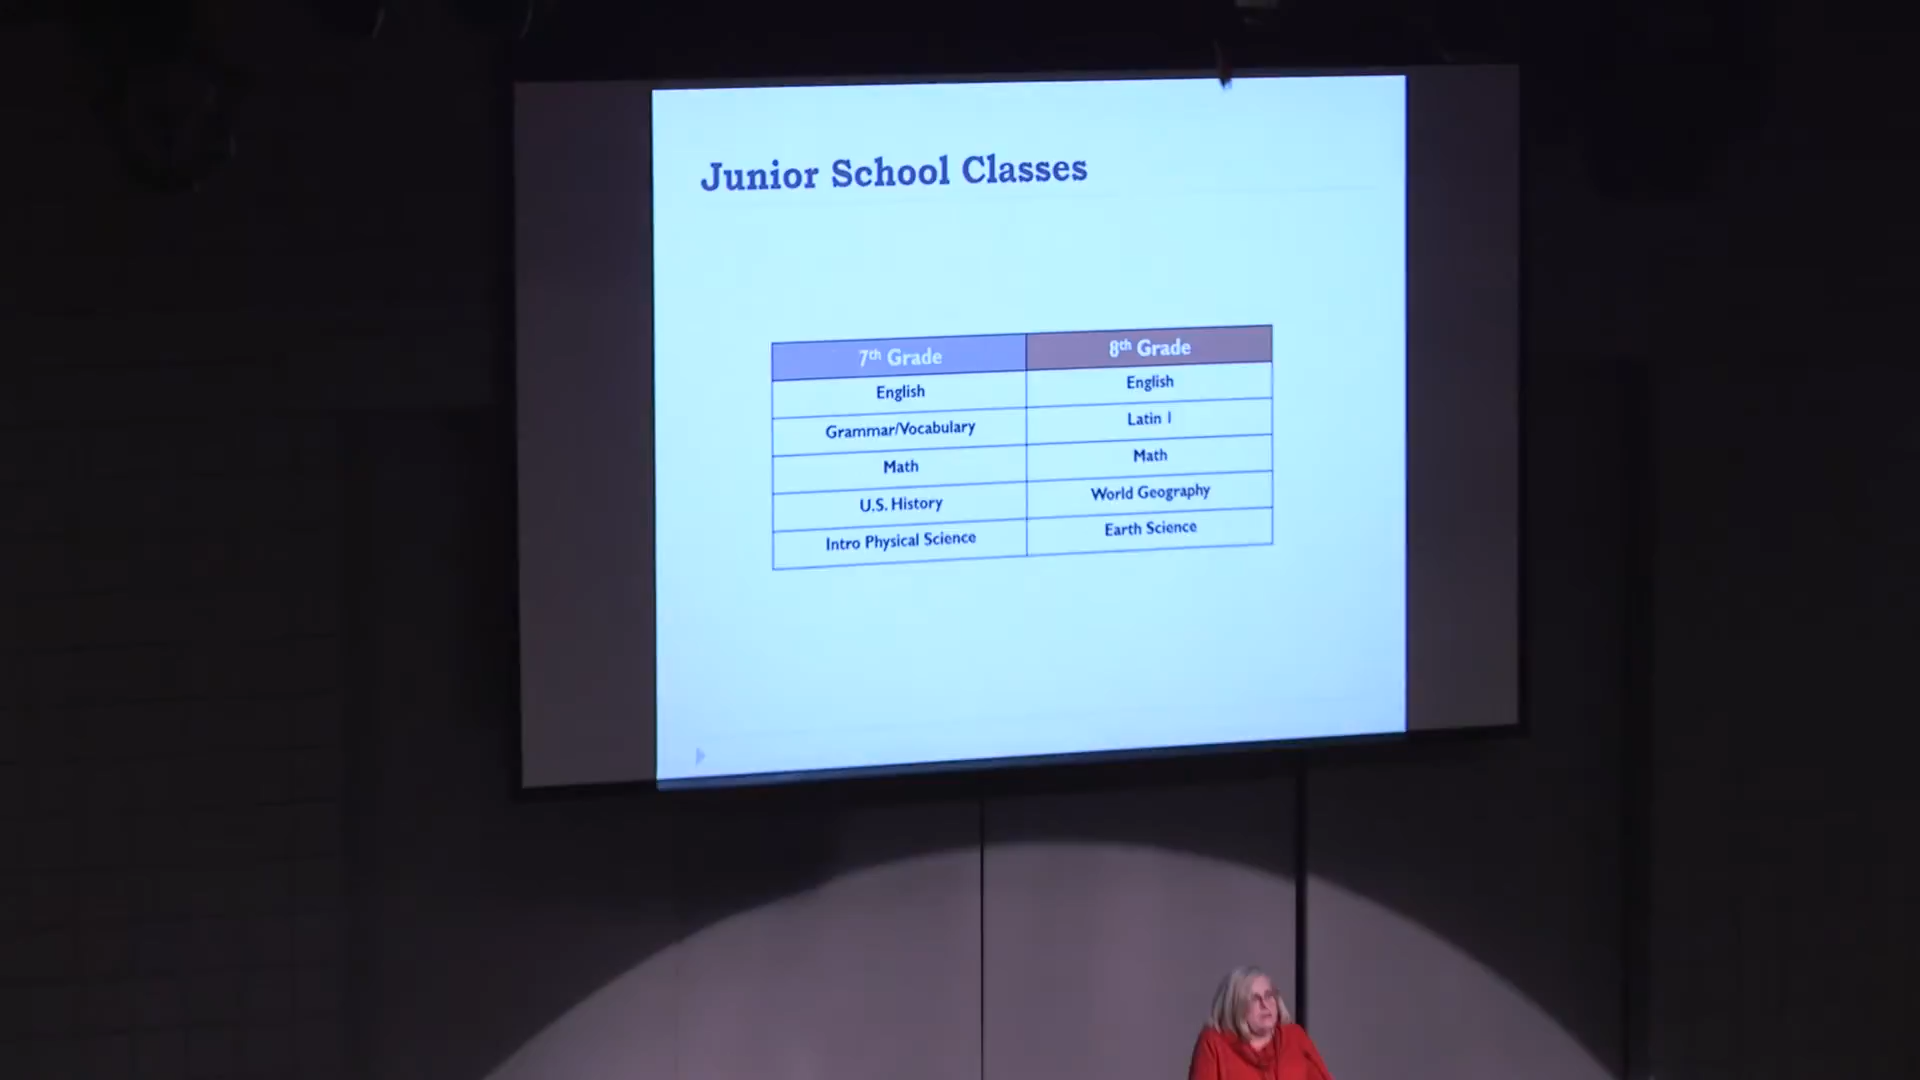 Junior School Classes
7th Grade 8th Grade
English English
Grammar/Vocabulary Latin 1
Math Math
U.S. History World Geography
Intro Physical Science Earth Science